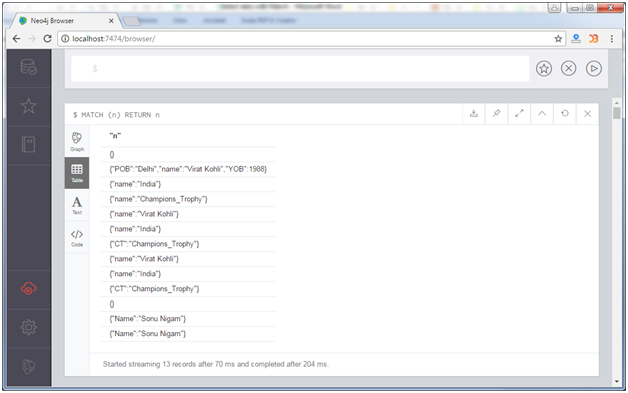 Neo4j Browser
localhost:7474/browser/
$
$ MATCH (n) RETURN n
"n"
Graph
{}
{"POB":"Delhi","name":"Virat Kohli","YOB":1988}
Table
{"name":"India"}
{"name":"Champions_Trophy"}
Text
{"name":"Virat Kohli"}
{"name":"India"}
Code
{"CT":"Champions_Trophy"}
{"name":"Virat Kohli"}
{"name":"India"}
{"CT":"Champions_Trophy"}
{}
{"Name":"Sonu Nigam"}
{"Name":"Sonu Nigam"}
Started streaming 13 records after 70 ms and completed after 204 ms.